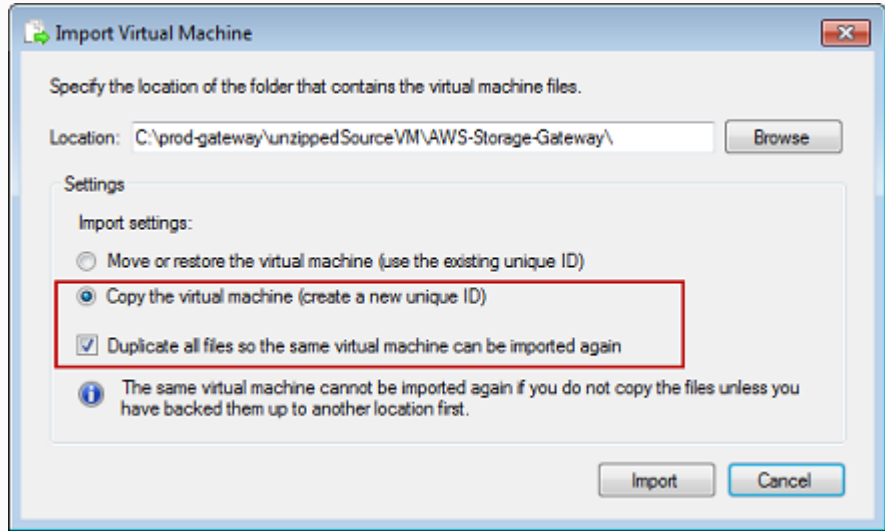 Import Virtual Machine
Specify the location of the folder that contains the virtual machine files.
Location: C:\prod-gateway\unzippedSourceVM\AWS-Storage-Gateway\ Browse
Settings
Import settings:
Move or restore the virtual machine (use the existing unique ID)
Copy the virtual machine (create a new unique ID)
Duplicate all files so the same virtual machine can be imported again
The same virtual machine cannot be imported again if you do not copy the files unless you
have backed them up to another location first.
Import Cancel